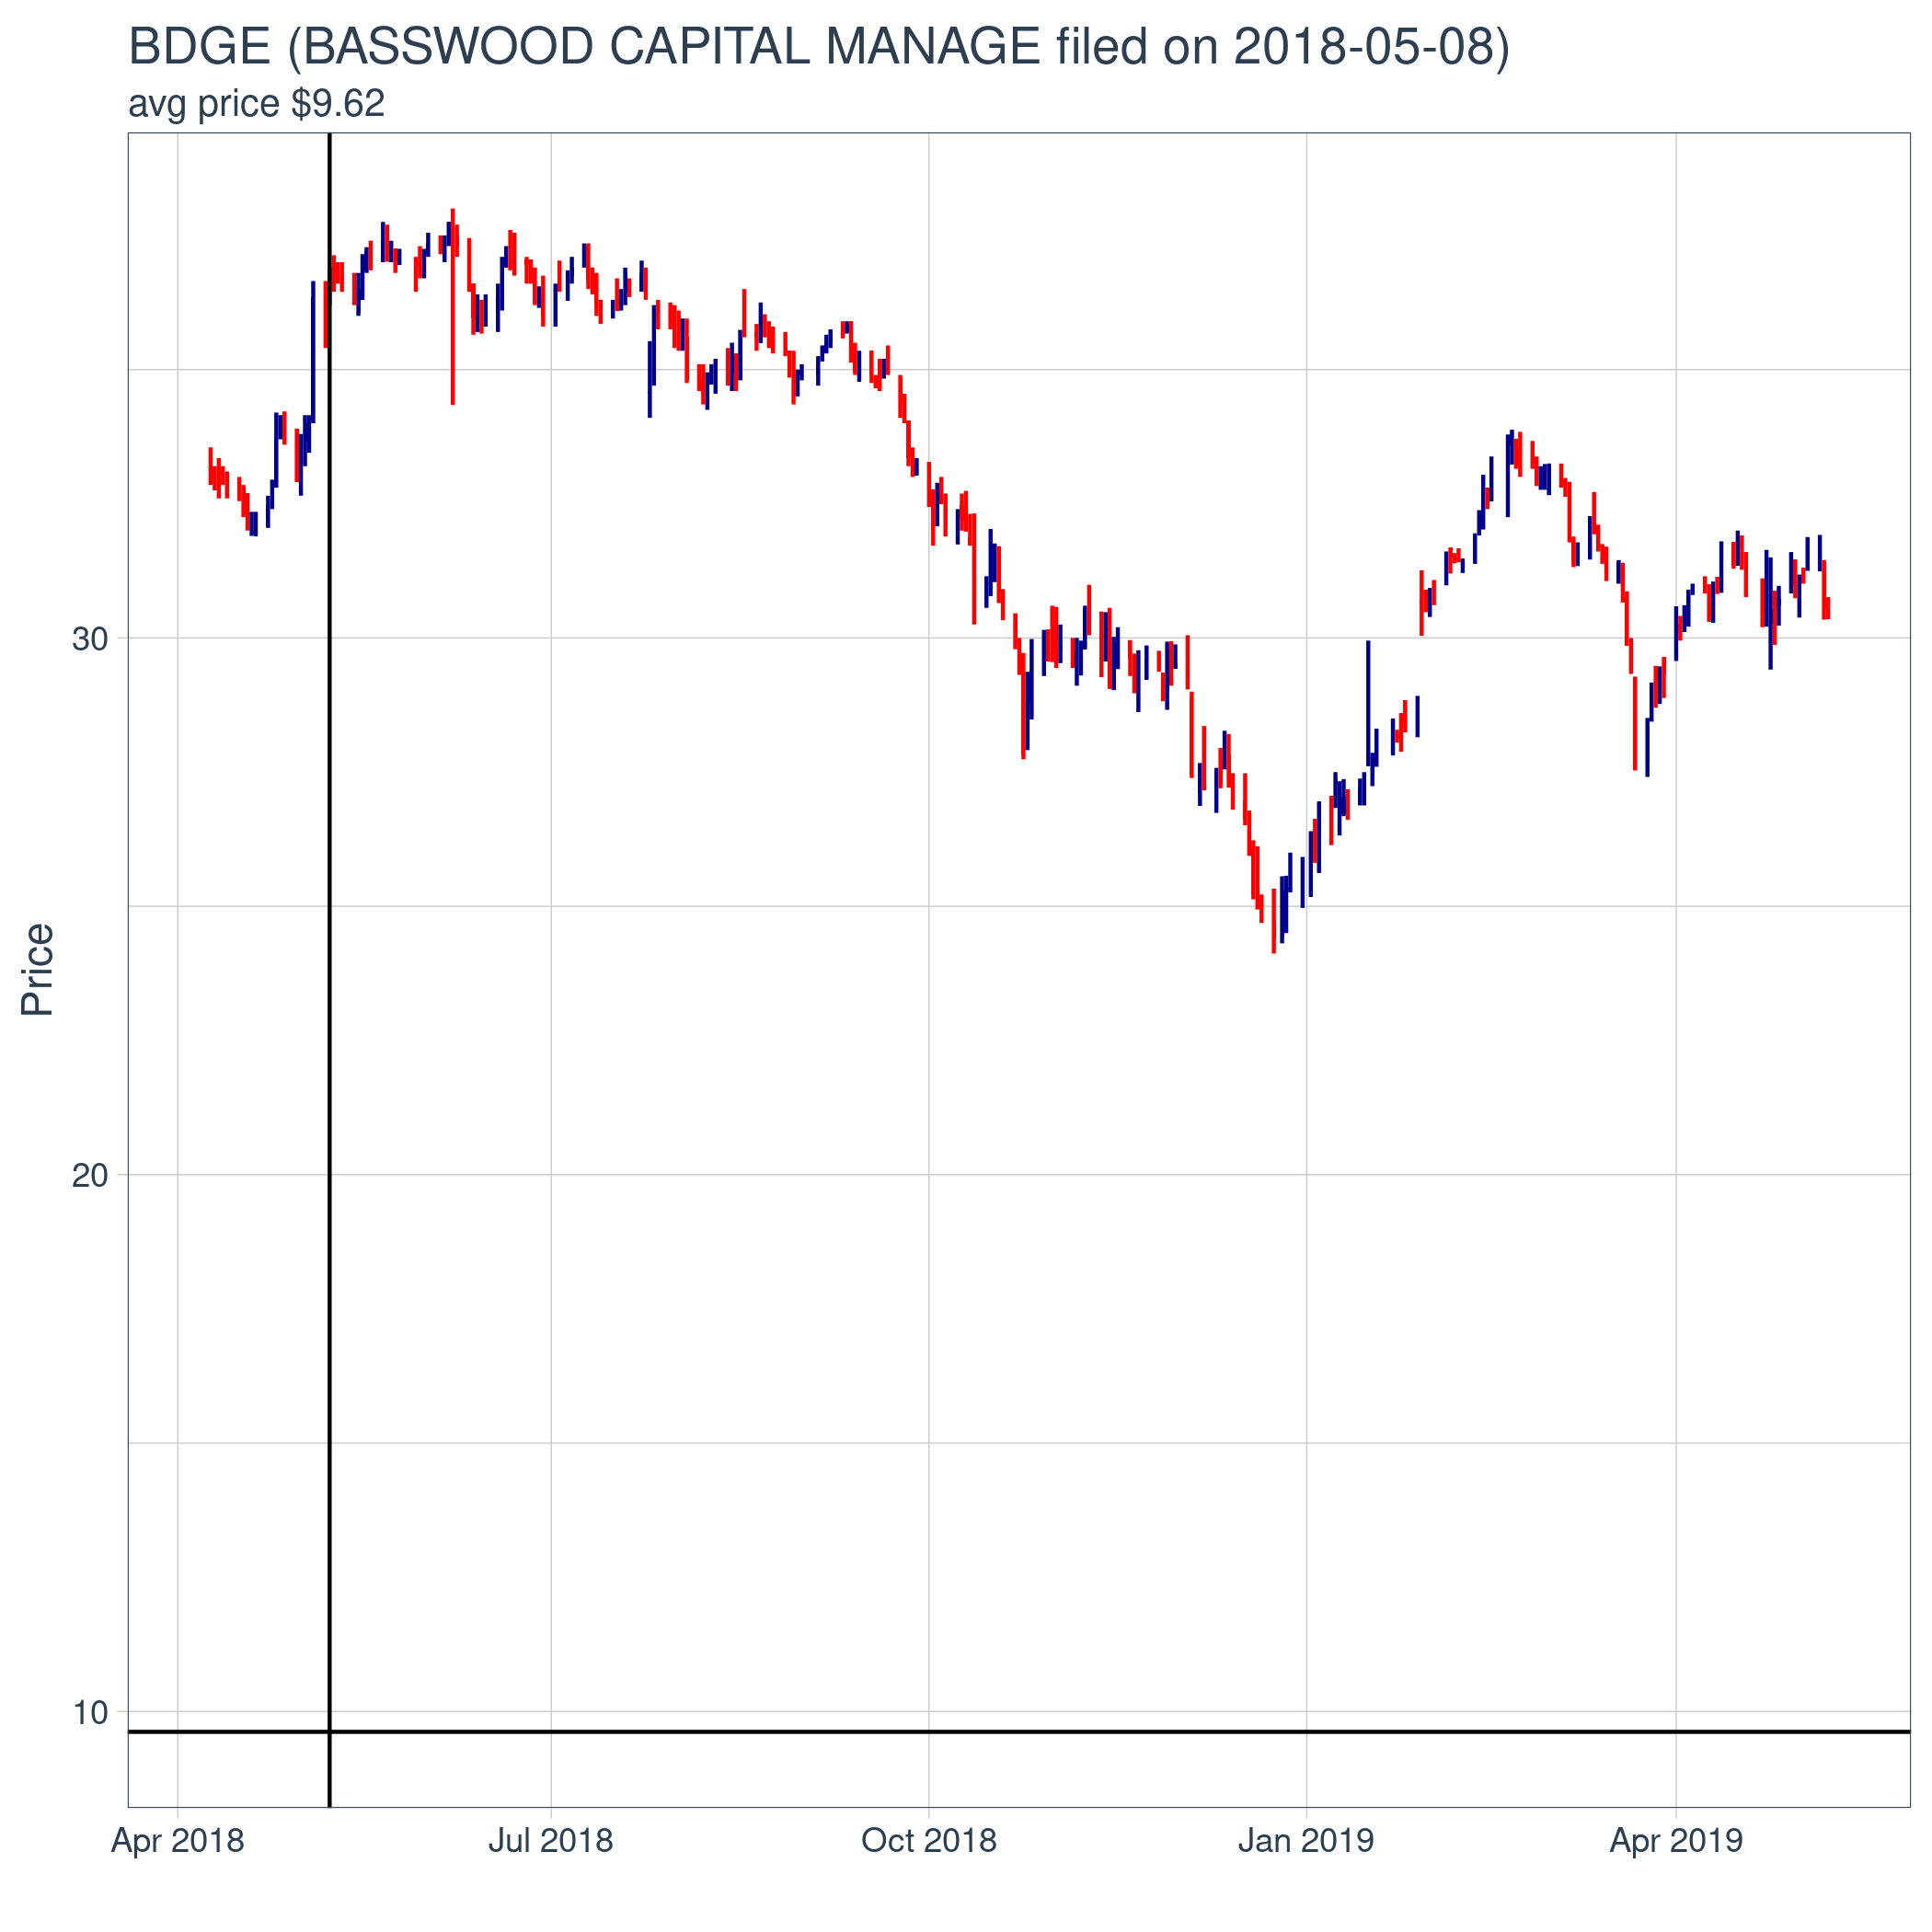 BDGE (BASSWOOD CAPITAL MANAGE filed on 2018-05-08)
avg price $9.62
Price
30
20
10
Apr 2018
Jul 2018
Oct 2018
Jan 2019
Apr 2019